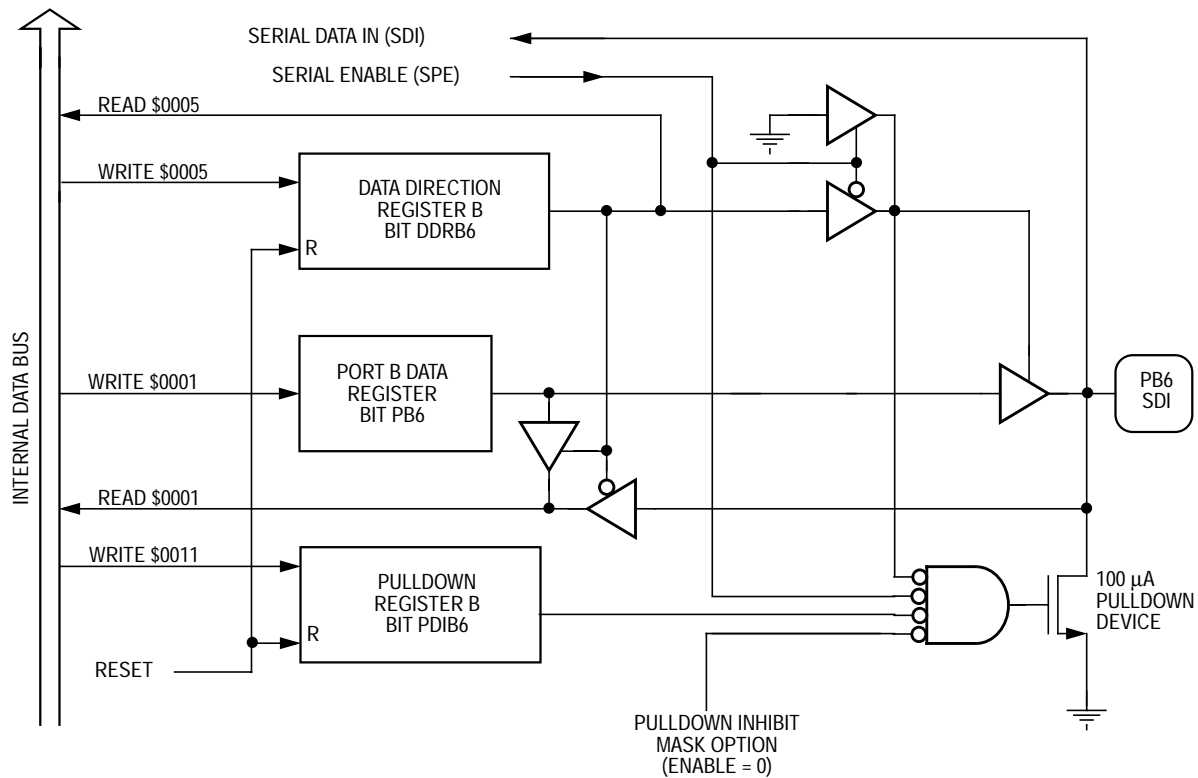 SERIAL DATA IN (SDI)
SERIAL ENABLE (SPE)
READ $0005
WRITE $0005
DATA DIRECTION
REGISTER B
BIT DDRB6
R
INTERNAL DATA BUS
WRITE $0001
PORT B DATA
REGISTER
BIT PB6
PB6
SDI
READ $0001
WRITE $0011
PULLDOWN
REGISTER B
BIT PDIB6
R
100 µA
PULLDOWN
DEVICE
RESET
PULLDOWN INHIBIT
MASK OPTION
(ENABLE = 0)